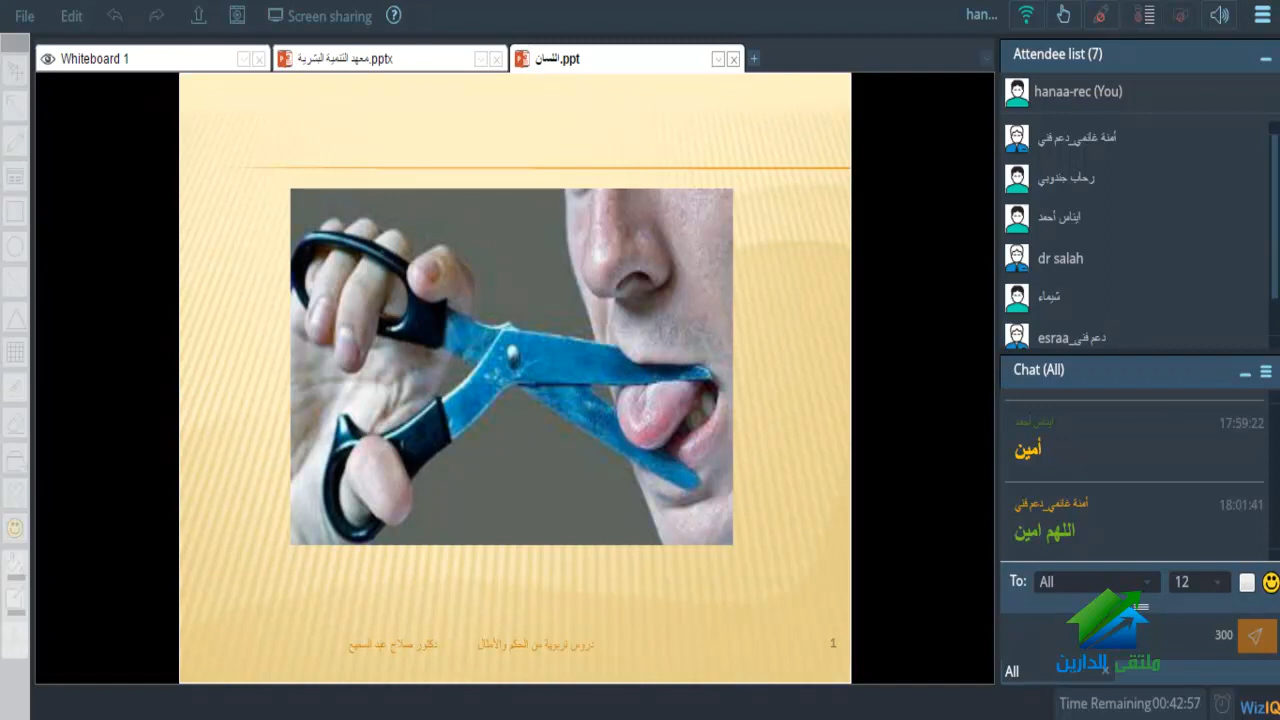 File Edit Screen sharing han...
Whiteboard 1
معهد التنمية البشرية.pptx
اللسان.ppt
Attendee list (7)
hanaa-rec (You)
أمنة غانمي_دعم فني
رحاب جندوبي
ايناس أحمد
dr salah
شيماء
esraa_دعم فنى
Chat (All)
ايناس أحمد 17:59:22
أمين
أمنة غانمي_دعم فني 18:01:41
اللهم امين
To: All 12
300
ملتقى الدارين
All
دروس تربوية من الحكم والأمثال دكتور صلاح عبد السميع 1
Time Remaining 00:42:57
WizIQ